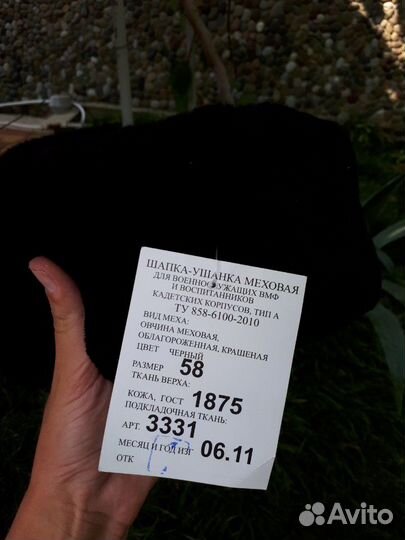 ШАПКА-УШАНКА МЕХОВАЯ
ДЛЯ ВОЕННОСЛУЖАЩИХ ВМФ
И ВОСПИТАННИКОВ
КАДЕТСКИХ КОРПУСОВ, ТИП А
ТУ 858-6100-2010
ВИД МЕХА:
ОВЧИНА МЕХОВАЯ,
ОБЛАГОРОЖЕННАЯ, КРАШЕНАЯ
ЦВЕТ ЧЕРНЫЙ
РАЗМЕР 58
ТКАНЬ ВЕРХА:
КОЖА, ГОСТ 1875
ПОДКЛАДОЧНАЯ ТКАНЬ:
АРТ. 3331
МЕСЯЦ И ГОД ИЗГ 06.11
ОТК
Avito